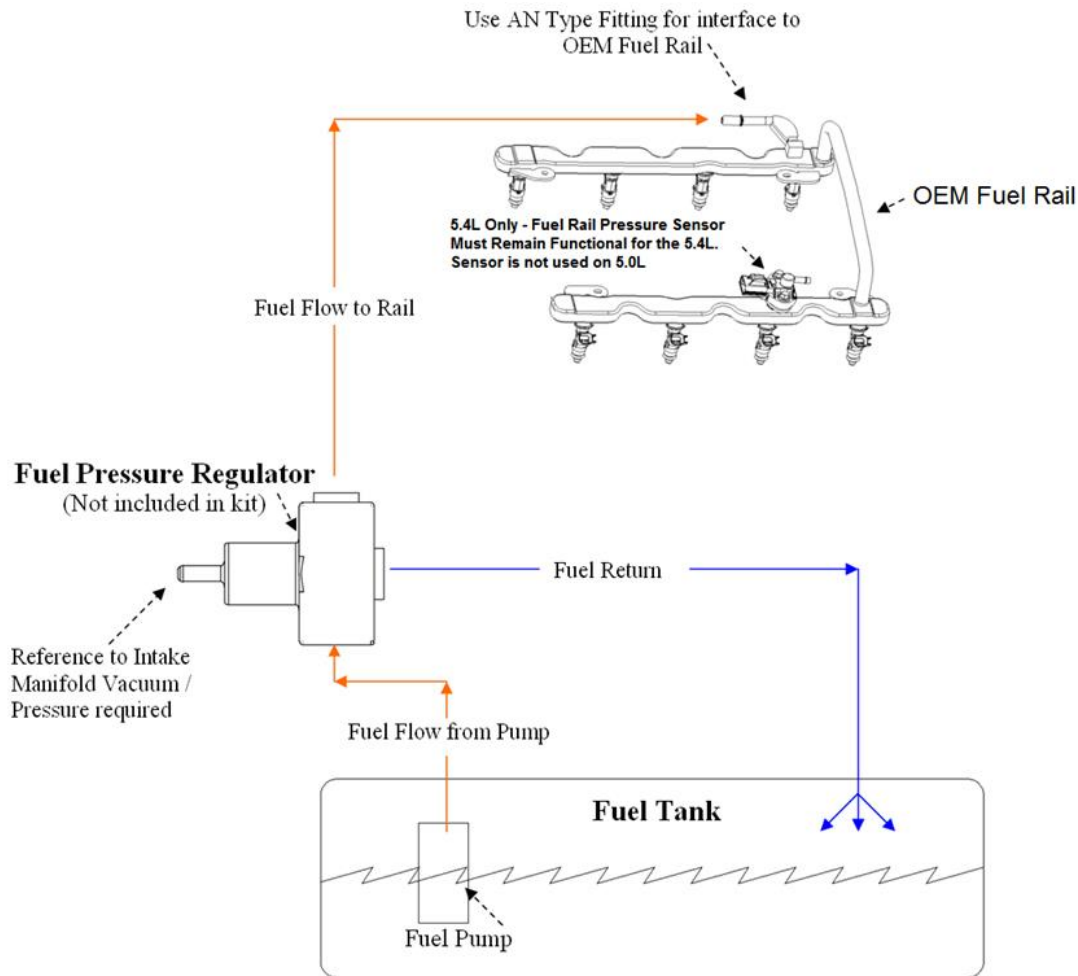 Use AN Type Fitting for interface to
OEM Fuel Rail
OEM Fuel Rail
5.4L Only - Fuel Rail Pressure Sensor
Must Remain Functional for the 5.4L.
Sensor is not used on 5.0L
Fuel Flow to Rail
Fuel Pressure Regulator
(Not included in kit)
Fuel Return
Reference to Intake
Manifold Vacuum /
Pressure required
Fuel Flow from Pump
Fuel Tank
Fuel Pump